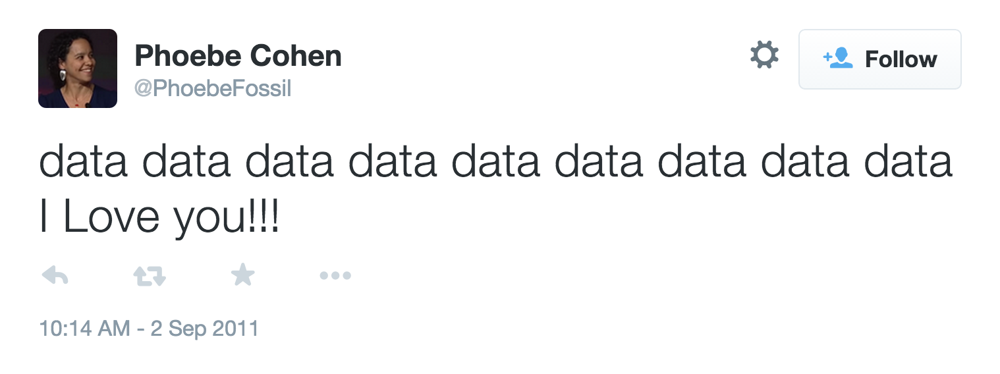 Phoebe Cohen
@PhoebeFossil
Follow
data data data data data data data data data
I Love you!!!
10:14 AM - 2 Sep 2011